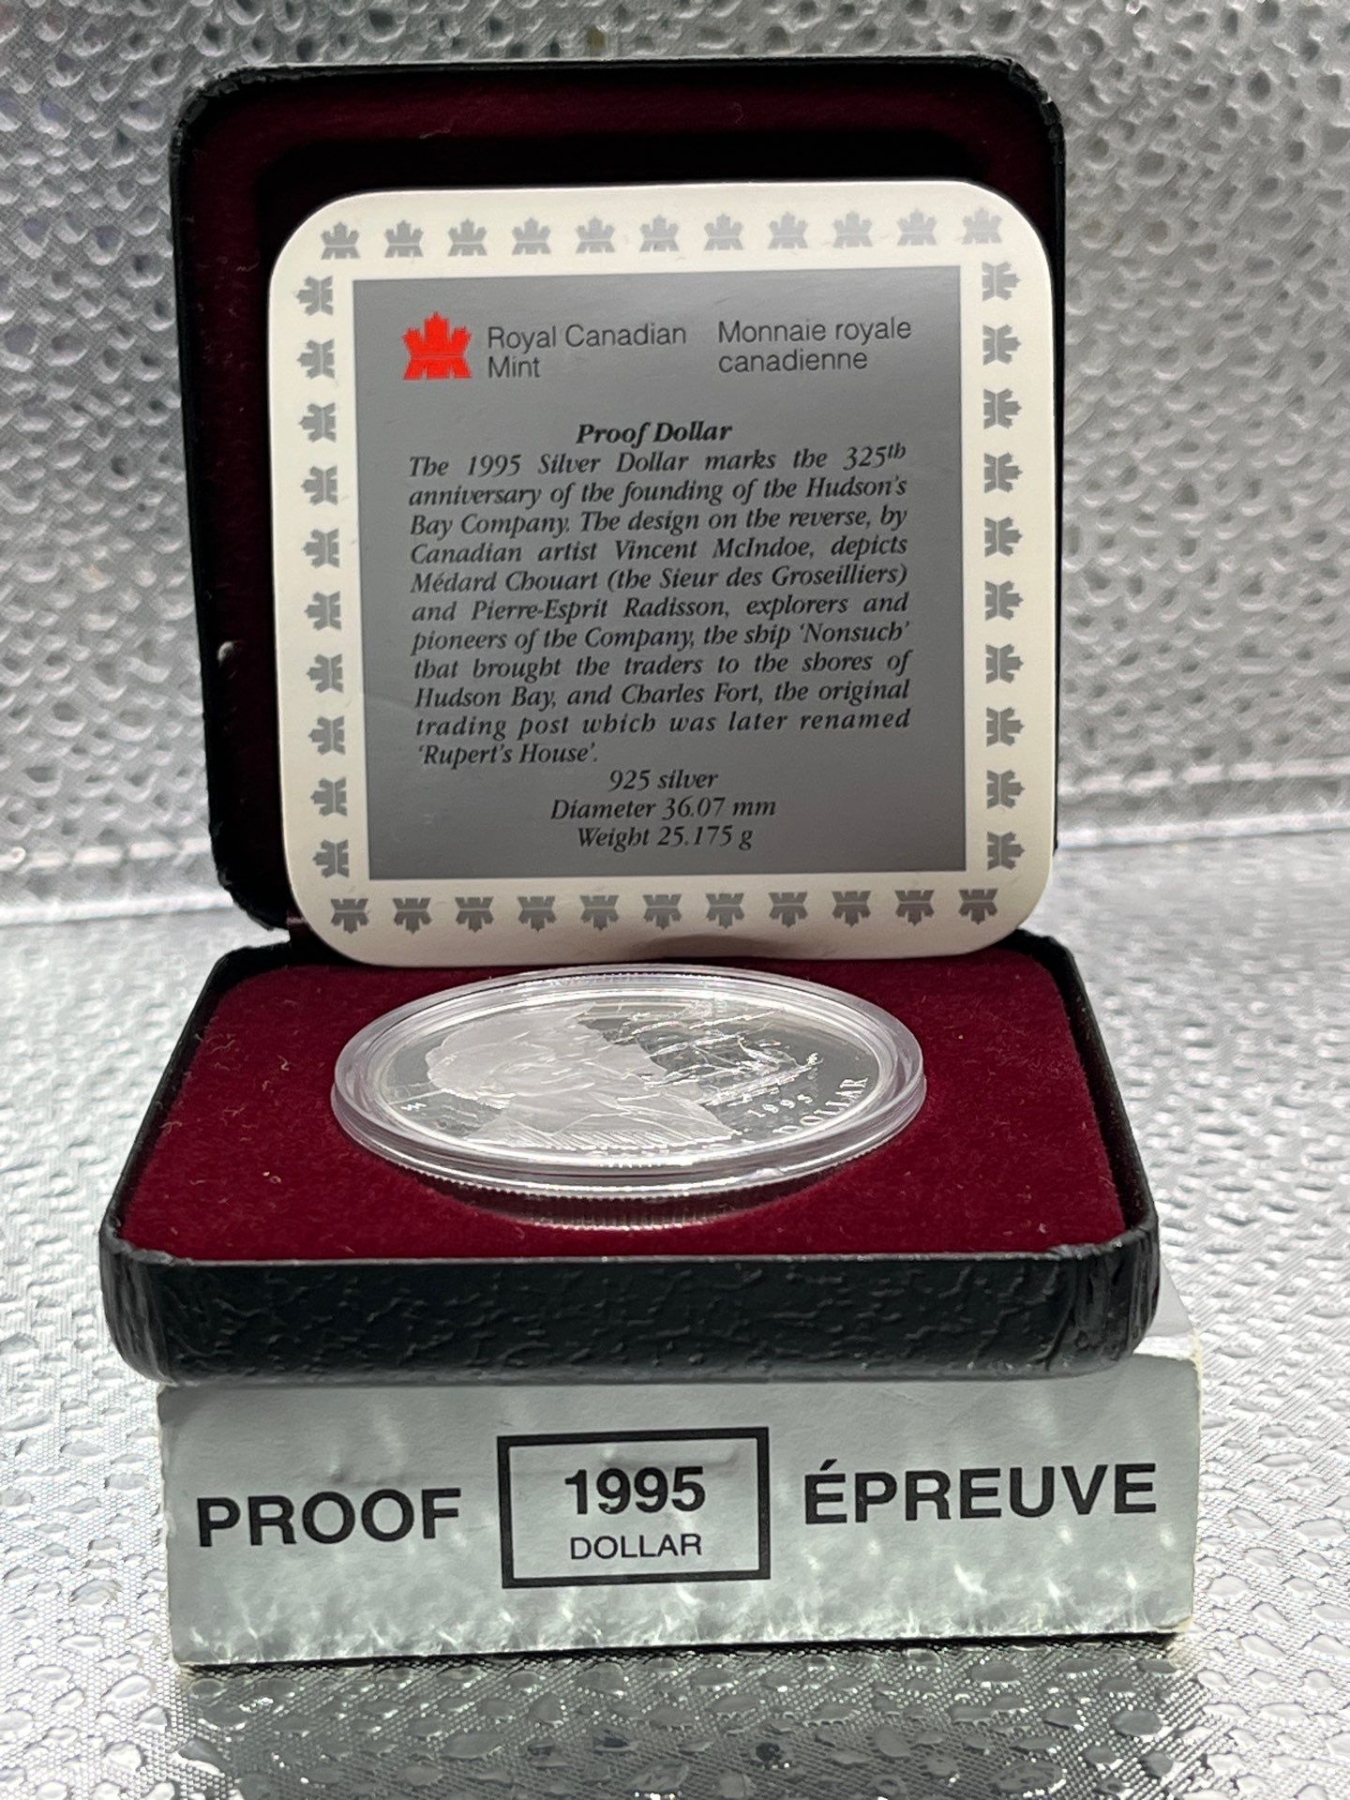 Royal Canadian Mint
Monnaie royale canadienne
Proof Dollar
The 1995 Silver Dollar marks the 325th
anniversary of the founding of the Hudson's
Bay Company. The design on the reverse, by
Canadian artist Vincent McIndoe, depicts
Médard Chouart (the Sieur des Groseilliers)
and Pierre-Esprit Radisson, explorers and
pioneers of the Company, the ship 'Nonsuch'
that brought the traders to the shores of
Hudson Bay, and Charles Fort, the original
trading post which was later renamed
'Rupert's House'.
925 silver
Diameter 36.07 mm
Weight 25.175 g
1995
DOLLAR
PROOF
1995
DOLLAR
ÉPREUVE